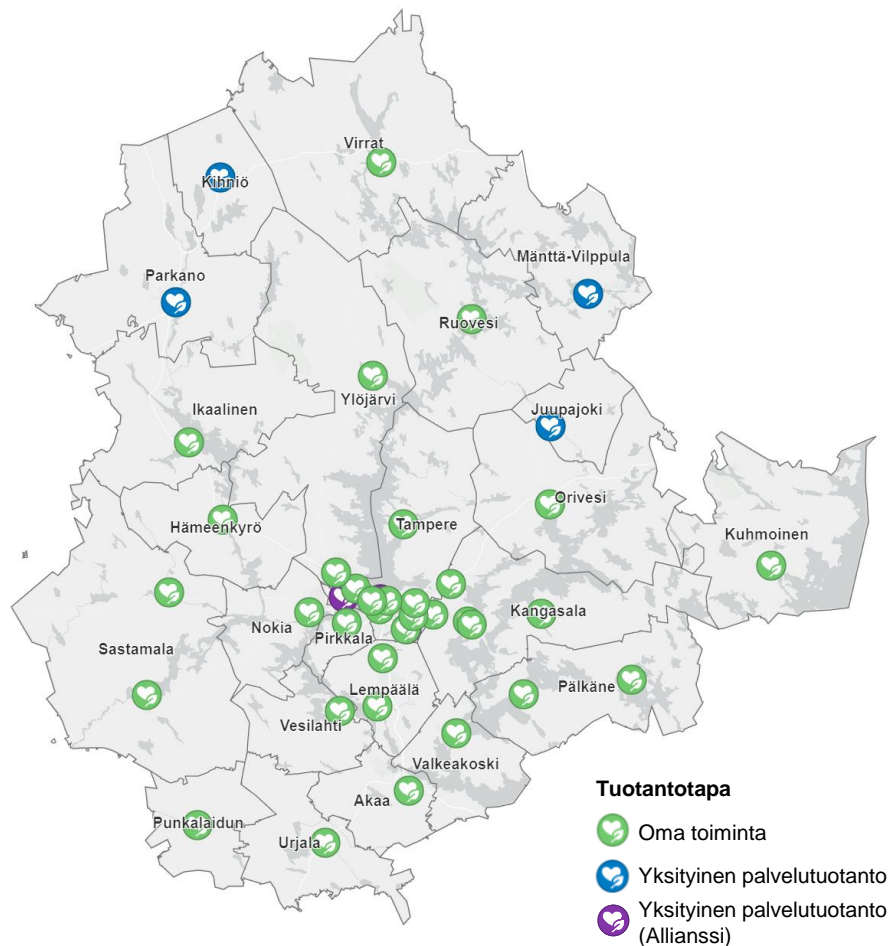 Virrat
Kihniö
Mänttä-Vilppula
Parkano
Ruovesi
Ylöjärvi
Ikaalinen
Juupajoki
Orivesi
Tampere
Hämeenkyrö
Kuhmoinen
Kangasala
Nokia
Pirkkala
Sastamala
Lempäälä
Pälkäne
Vesilahti
Valkeakoski
Akaa
Punkalaidun
Urjala
Tuotantotapa
Oma toiminta
Yksityinen palvelutuotanto
Yksityinen palvelutuotanto
(Allianssi)